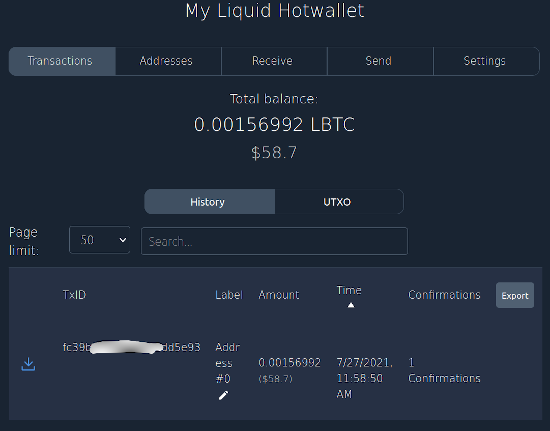 My Liquid Hotwallet
Transactions Addresses Receive Send Settings
Total balance:
0.00156992 LBTC
$58.7
History UTXO
Page
limit:
50
Search...
TxID Label Amount Time Confirmations Export
fc39b dd5e93
Addr
ess
#0
0.00156992
($58.7)
7/27/2021,
11:58:50
AM
1
Confirmations